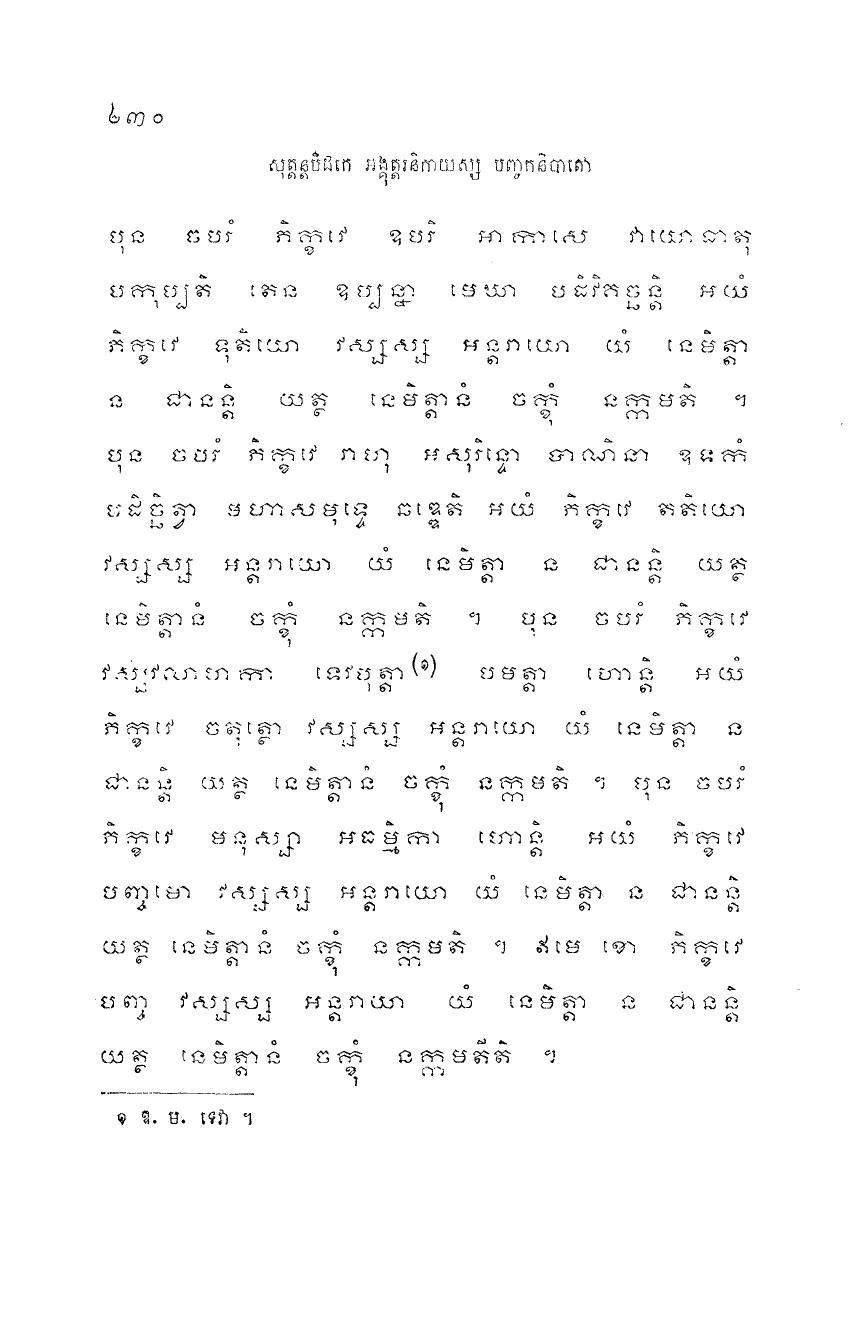 ៤៣០
សុត្តន្តបិដកេ អង្គុត្តរនិកាយស្ស បញ្ចកនិបាតោ
បុន ចបរំ ភិក្ខវេ ឧបរិ អាកាសេ វាយោធាតុ
បកុប្បតិ តេន ឧប្បន្នា មេឃា បដិវិគច្ឆន្តិ អយំ
ភិក្ខវេ ទុតិយោ វស្សស្ស អន្តរាយោ យំ នេមិត្តា
ន ជានន្តិ យត្ថ នេមិត្តានំ ចក្ខុំ នក្កមតិ ។
បុន ចបរំ ភិក្ខវេ រាហុ អសុរិន្ទោ បាណិនា ឧទកំ
បដិច្ឆិត្វា មហាសមុទ្ទេ ឆឌ្ឌេតិ អយំ ភិក្ខវេ តតិយោ
វស្សស្ស អន្តរាយោ យំ នេមិត្តា ន ជានន្តិ យត្ថ
នេមិត្តានំ ចក្ខុំ នក្កមតិ ។ បុន ចបរំ ភិក្ខវេ
វស្សវលាហកា ទេវបុត្តា(១) បមត្តា ហោន្តិ អយំ
ភិក្ខវេ ចតុត្ថោ វស្សស្ស អន្តរាយោ យំ នេមិត្តា ន
ជានន្តិ យត្ថ នេមិត្តានំ ចក្ខុំ នក្កមតិ ។ បុន ចបរំ
ភិក្ខវេ មនុស្សា អធម្មិកា ហោន្តិ អយំ ភិក្ខវេ
បញ្ចមោ វស្សស្ស អន្តរាយោ យំ នេមិត្តា ន ជានន្តិ
យត្ថ នេមិត្តានំ ចក្ខុំ នក្កមតិ ។ ឥមេ ខោ ភិក្ខវេ
បញ្ច វស្សស្ស អន្តរាយា យំ នេមិត្តា ន ជានន្តិ
យត្ថ នេមិត្តានំ ចក្ខុំ នក្កមតីតិ ។
១ ឱ. ម. ទេវា ។